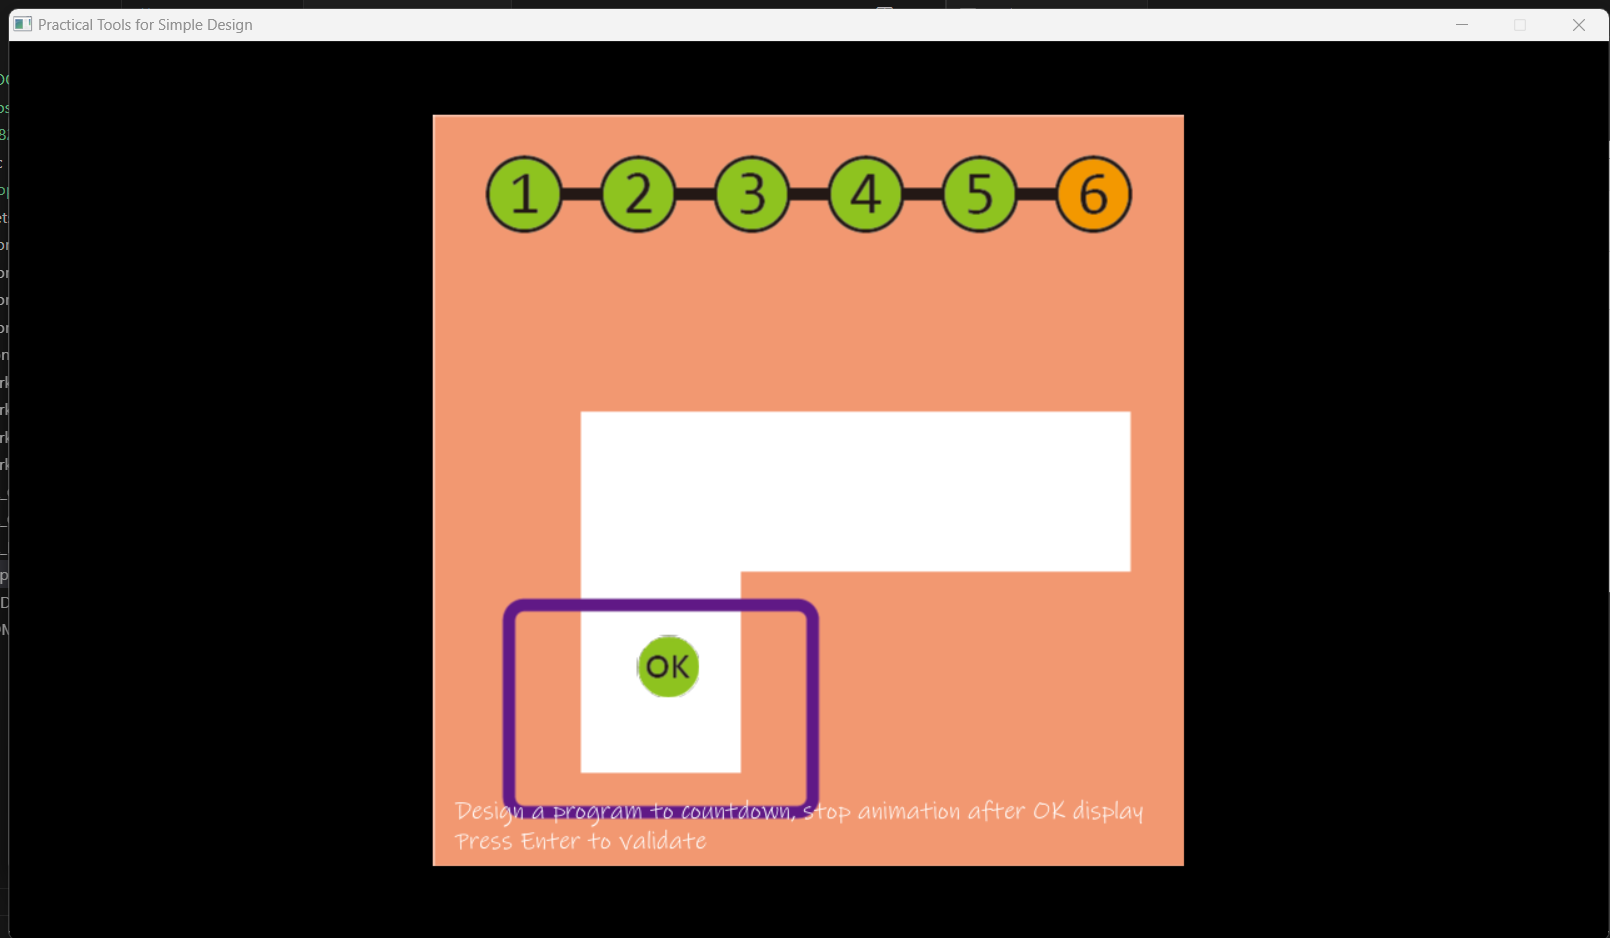 Practical Tools for Simple Design
1 2 3 4 5 6
OK
Design a program to countdown, stop animation after OK display
Press Enter to Validate